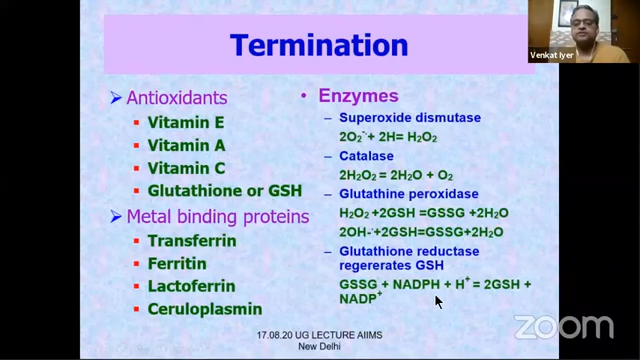 Termination
Antioxidants
Vitamin E
Vitamin A
Vitamin C
Glutathione or GSH
Metal binding proteins
Transferrin
Ferritin
Lactoferrin
Ceruloplasmin
Enzymes
– Superoxide dismutase
2O₂⁻+ 2H= H₂O₂
– Catalase
2H₂O₂ = 2H₂O + O₂
– Glutathine peroxidase
H₂O₂ +2GSH =GSSG +2H₂O
2OH-·+2GSH=GSSG+2H₂O
– Glutathione reductase
regererates GSH
GSSG + NADPH + H⁺ = 2GSH +
NADP⁺
17.08.20 UG LECTURE AIIMS
New Delhi
Venkat Iyer
zoom